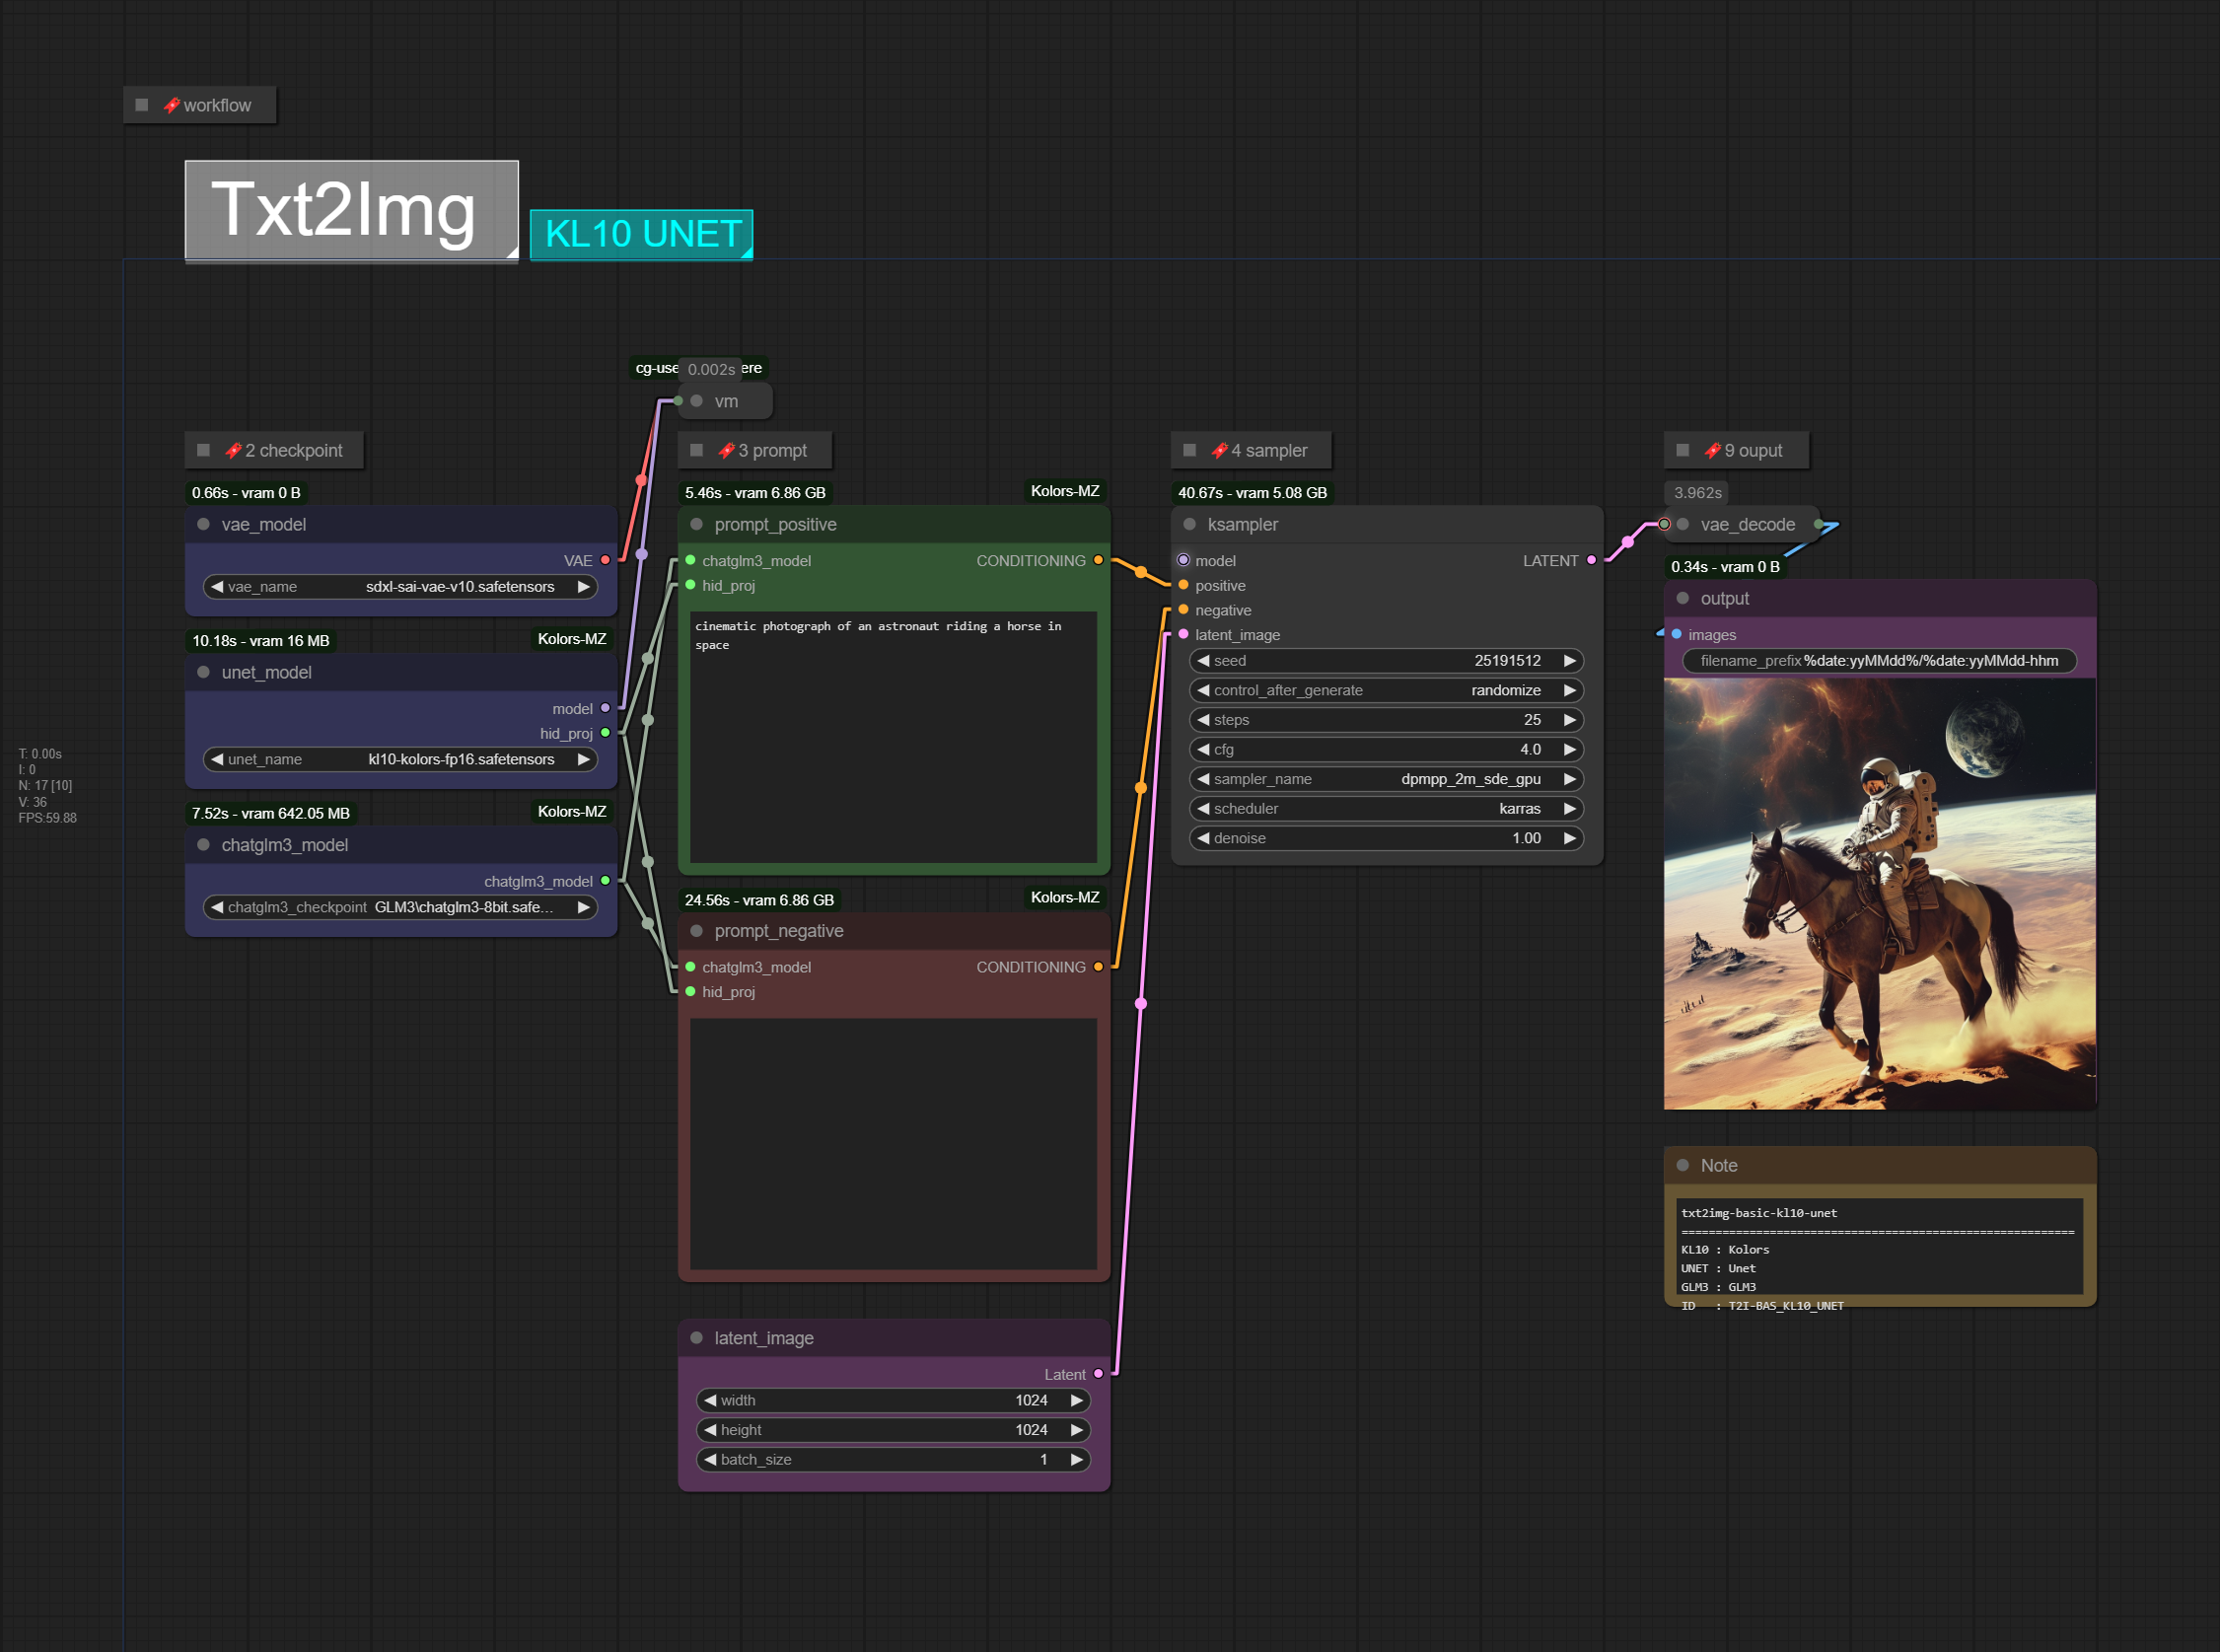 workflow
Txt2Img
KL10 UNET
0.002s
vm
2 checkpoint
0.66s - vram 0 B
vae_model
VAE
vae_name sdxl-sai-vae-v10.safetensors
10.18s - vram 16 MB Kolors-MZ
unet_model
model
hid_proj
unet_name kl10-kolors-fp16.safetensors
7.52s - vram 642.05 MB Kolors-MZ
chatglm3_model
chatglm3_model
chatglm3_checkpoint GLM3\chatglm3-8bit.safe...
T: 0.00s
I: 0
N: 17 [10]
V: 36
FPS:59.88
3 prompt
5.46s - vram 6.86 GB Kolors-MZ
prompt_positive
chatglm3_model CONDITIONING
hid_proj
cinematic photograph of an astronaut riding a horse in
space
24.56s - vram 6.86 GB Kolors-MZ
prompt_negative
chatglm3_model CONDITIONING
hid_proj
latent_image
Latent
width 1024
height 1024
batch_size 1
4 sampler
40.67s - vram 5.08 GB
ksampler
model LATENT
positive
negative
latent_image
seed 25191512
control_after_generate randomize
steps 25
cfg 4.0
sampler_name dpmpp_2m_sde_gpu
scheduler karras
denoise 1.00
9 ouput
3.962s
vae_decode
0.34s - vram 0 B
output
images
filename_prefix %date:yyMMdd%/%date:yyMMdd-hhm
Note
txt2img-basic-kl10-unet
==========================================================
KL10 : Kolors
UNET : Unet
GLM3 : GLM3
ID : T2I-BAS_KL10_UNET